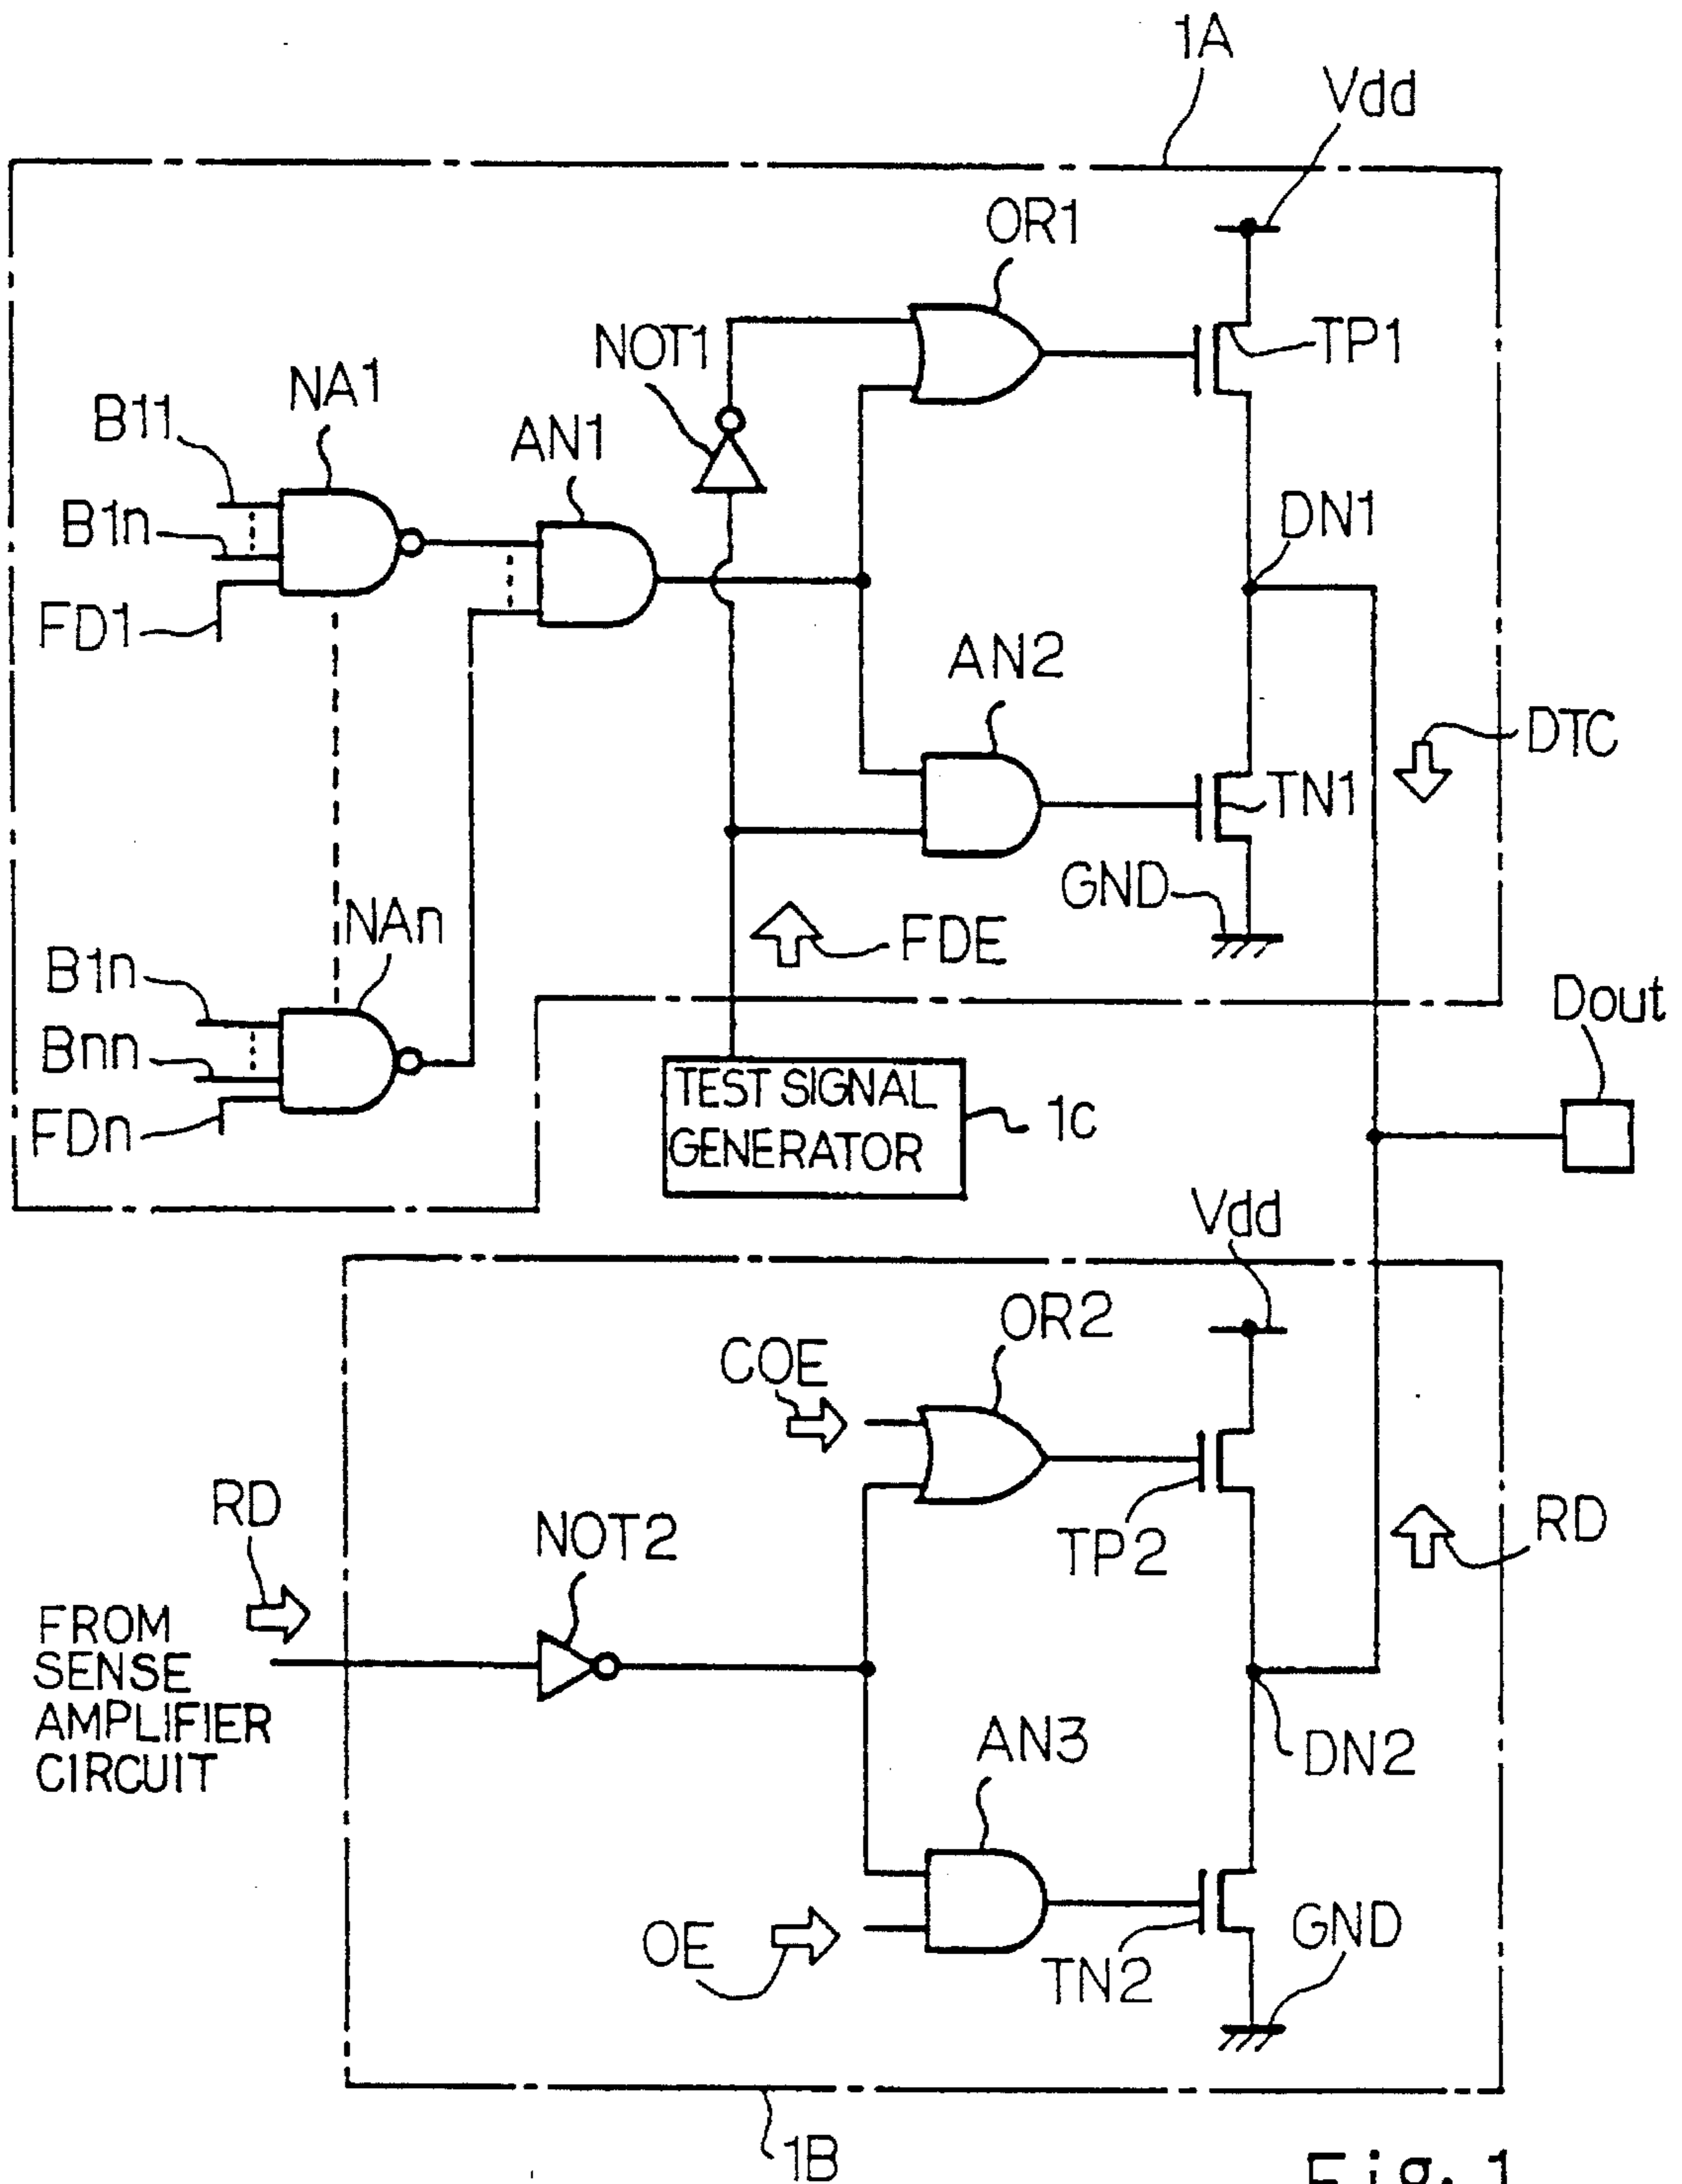 1A
Vdd
OR1
NOT1
TP1
NA1
B11
AN1
B1n
DN1
FD1
AN2
DTC
TN1
GND
NAn
FDE
B1n
Dout
Bnn
FDn
TEST SIGNAL
GENERATOR
1C
Vdd
OR2
COE
RD
NOT2
TP2
RD
FROM
SENSE
AMPLIFIER
CIRCUIT
AN3
DN2
OE
GND
TN2
1B
Fig. 1